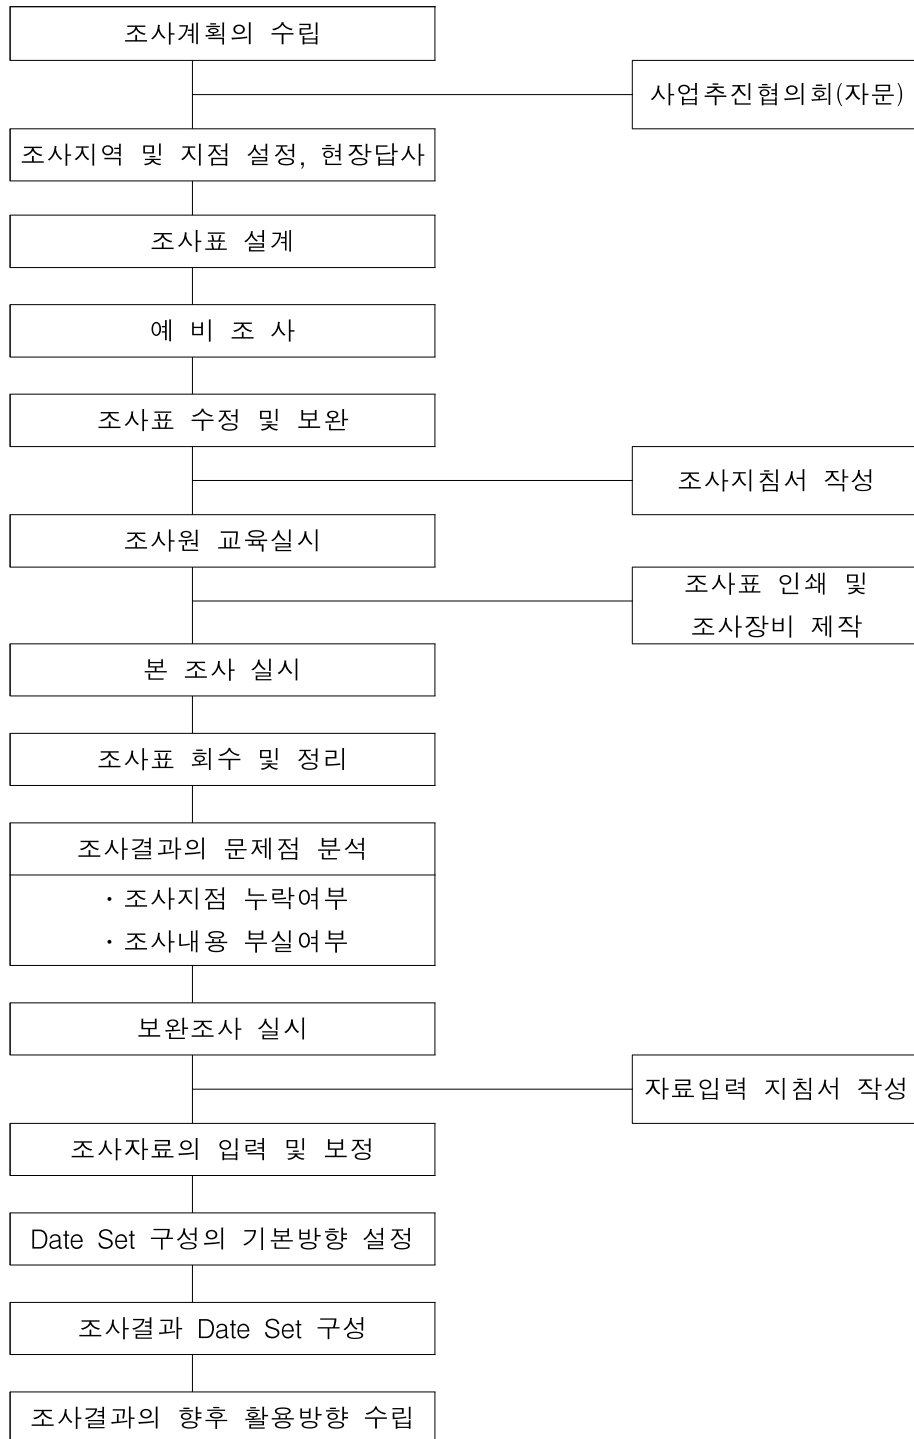 조사계획의 수립
사업추진협의회(자문)
조사지역 및 지점 설정, 현장답사
조사표 설계
예 비 조 사
조사표 수정 및 보완
조사지침서 작성
조사원 교육실시
조사표 인쇄 및
조사장비 제작
본 조사 실시
조사표 회수 및 정리
조사결과의 문제점 분석
· 조사지점 누락여부
· 조사내용 부실여부
보완조사 실시
자료입력 지침서 작성
조사자료의 입력 및 보정
Date Set 구성의 기본방향 설정
조사결과 Date Set 구성
조사결과의 향후 활용방향 수립